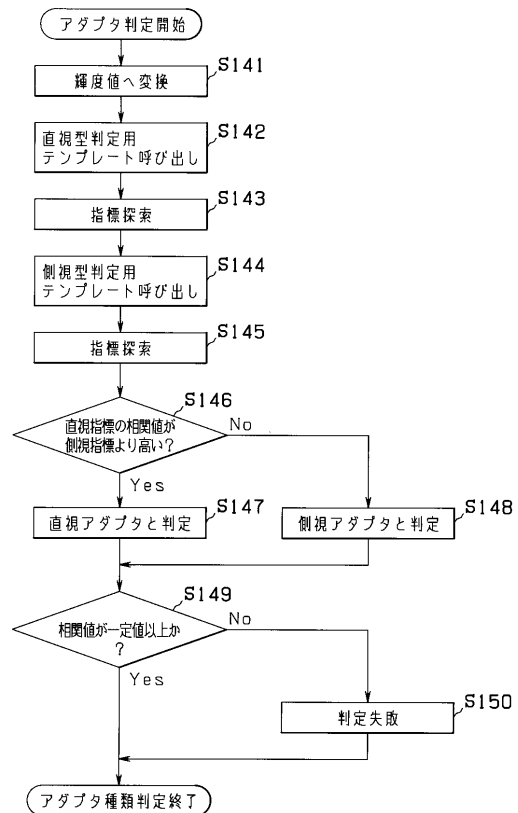 アダプタ判定開始
S141
輝度値へ変換
S142
直視型判定用
テンプレート呼び出し
S143
指標探索
S144
側視型判定用
テンプレート呼び出し
S145
指標探索
S146
直視指標の相関値が
側視指標より高い?
No
Yes
S147
直視アダプタと判定
S148
側視アダプタと判定
S149
相関値が一定値以上か
?
No
Yes
S150
判定失敗
アダプタ種類判定終了